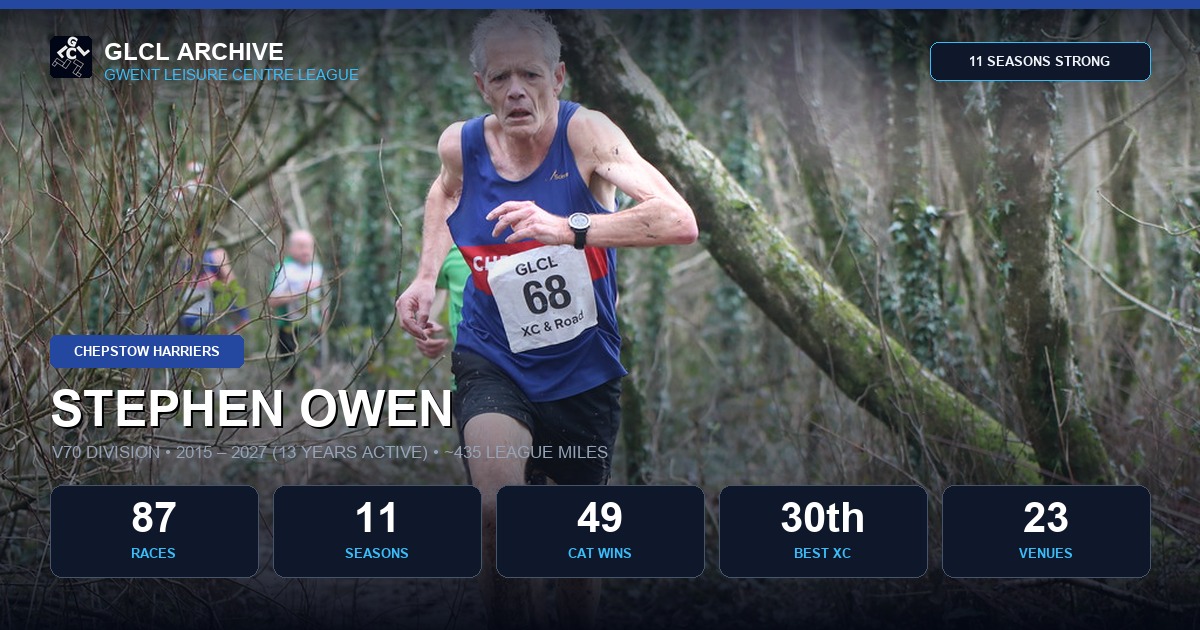 GLCL ARCHIVE
GWENT LEISURE CENTRE LEAGUE
11 SEASONS STRONG
GLCL
68
XC & Road
CHEPSTOW HARRIERS
STEPHEN OWEN
V70 DIVISION • 2015 – 2027 (13 YEARS ACTIVE) • ~435 LEAGUE MILES
87
RACES
11
SEASONS
49
CAT WINS
30th
BEST XC
23
VENUES